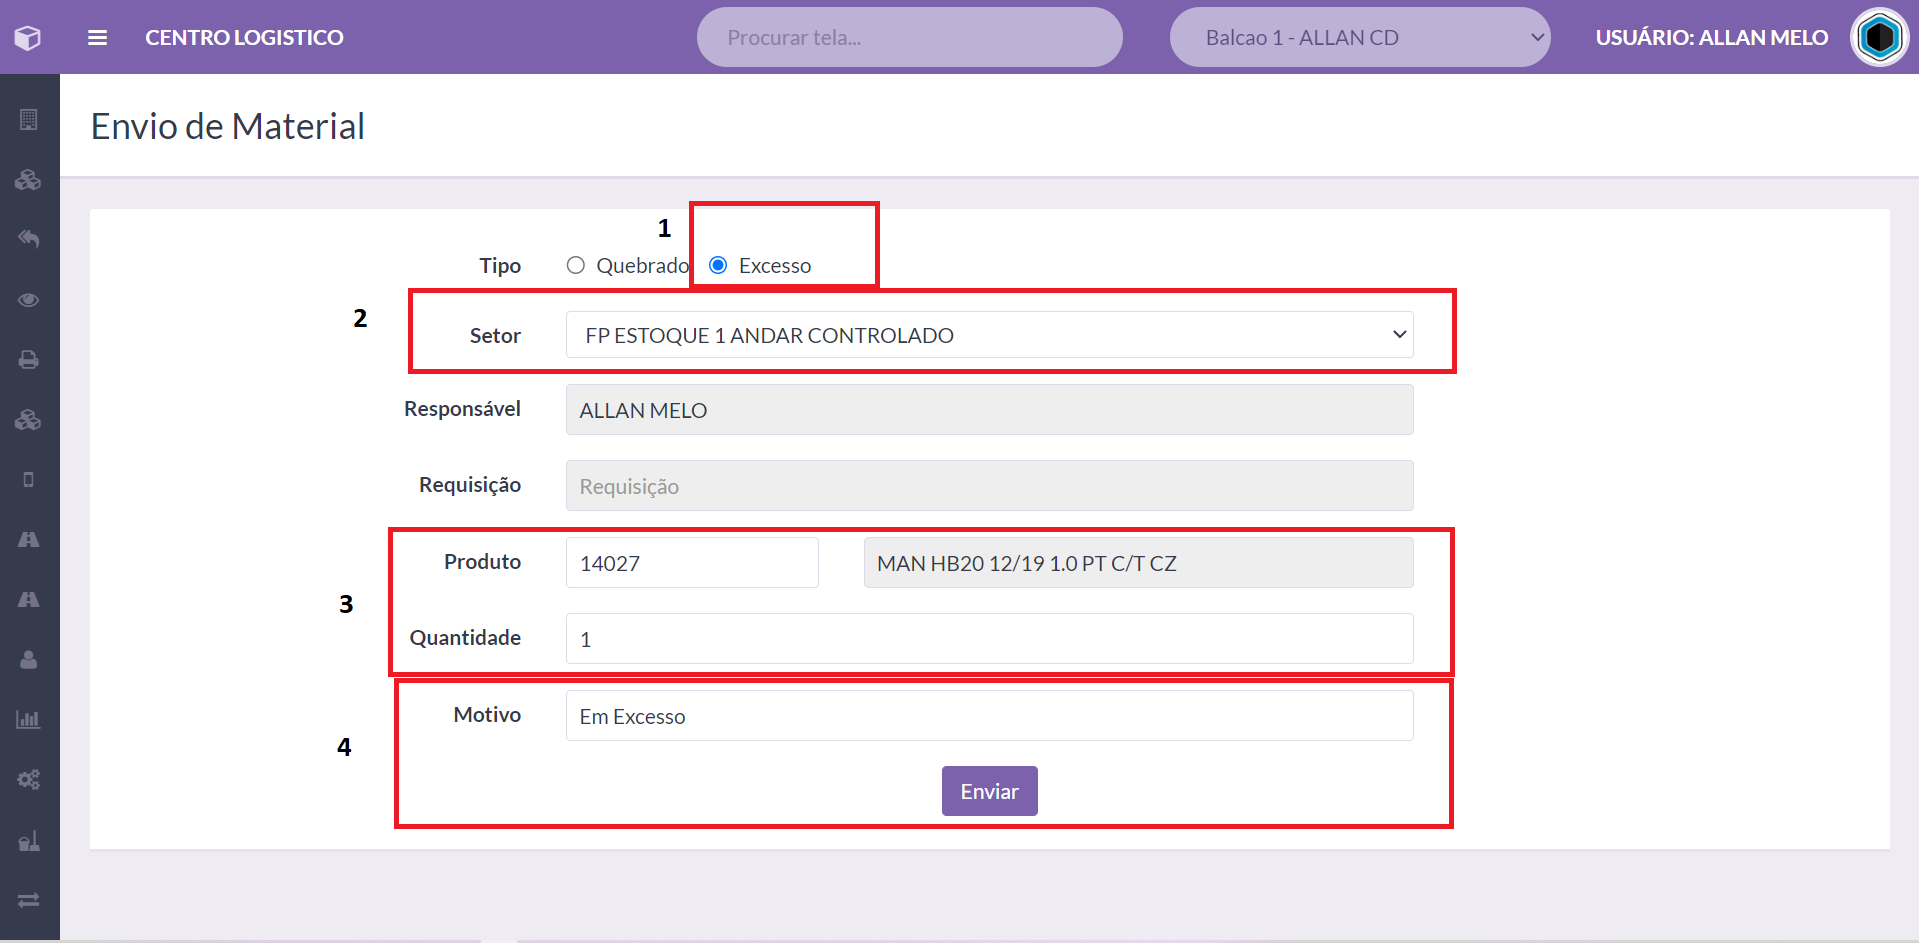 CENTRO LOGISTICO
Procurar tela...
Balcao 1 - ALLAN CD
USUÁRIO: ALLAN MELO
Envio de Material
1
Tipo
Quebrado
Excesso
2
Setor
FP ESTOQUE 1 ANDAR CONTROLADO
Responsável
ALLAN MELO
Requisição
Requisição
3
Produto
14027
MAN HB20 12/19 1.0 PT C/T CZ
Quantidade
1
4
Motivo
Em Excesso
Enviar